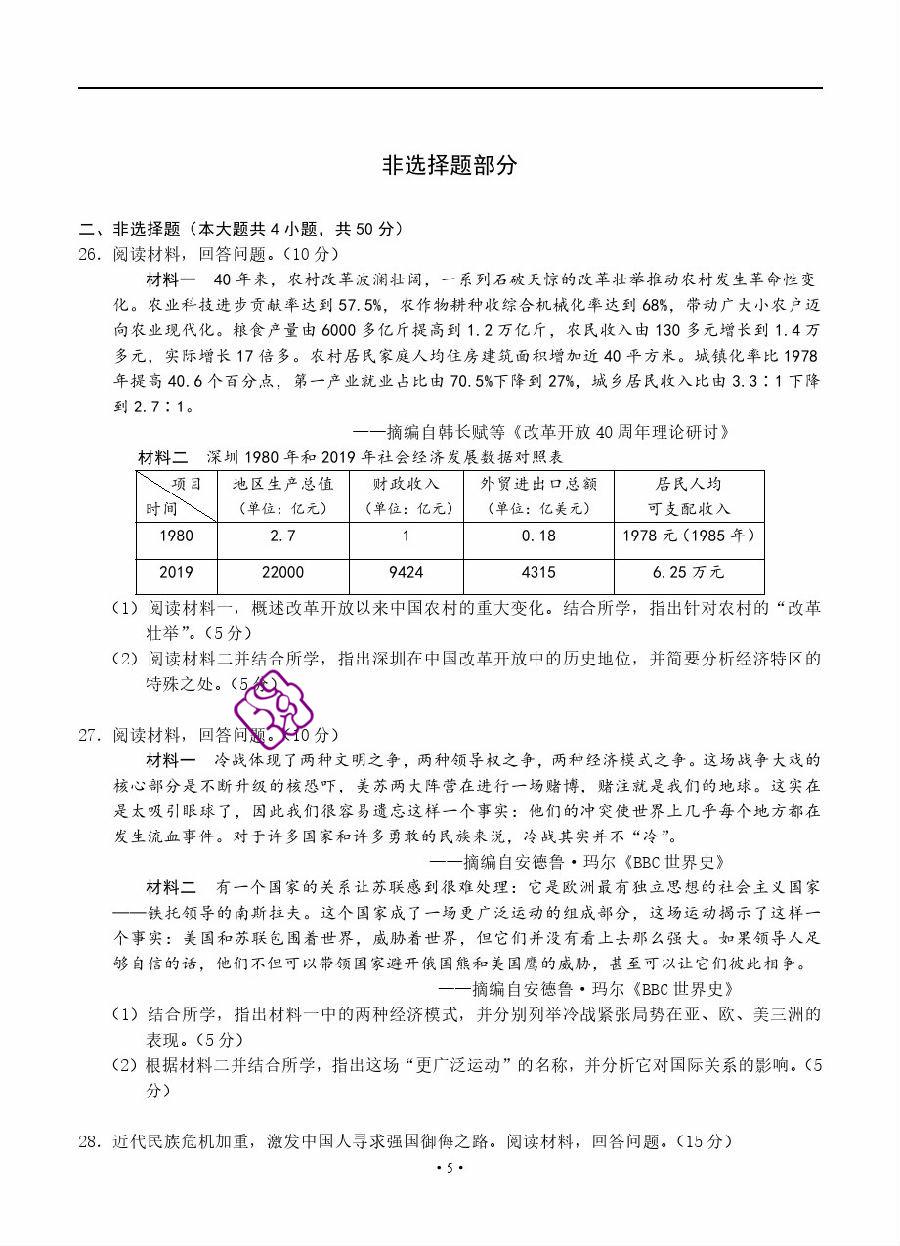 非选择题部分
二、非选择题（本大题共 4 小题，共 50 分）
26．阅读材料，回答问题。（10 分）
材料一　40 年来，农村改革波澜壮阔，一系列石破天惊的改革壮举推动农村发生革命性变
化。农业科技进步贡献率达到 57.5%，农作物耕种收综合机械化率达到 68%，带动广大小农户迈
向农业现代化。粮食产量由 6000 多亿斤提高到 1.2 万亿斤，农民收入由 130 多元增长到 1.4 万
多元，实际增长 17 倍多。农村居民家庭人均住房建筑面积增加近 40 平方米。城镇化率比 1978
年提高 40.6 个百分点，第一产业就业占比由 70.5%下降到 27%，城乡居民收入比由 3.3∶1 下降
到 2.7∶1。
——摘编自韩长赋等《改革开放 40 周年理论研讨》
材料二　深圳 1980 年和 2019 年社会经济发展数据对照表
项目 地区生产总值 财政收入 外贸进出口总额 居民人均
时间 （单位：亿元） （单位：亿元） （单位：亿美元） 可支配收入
1980 2.7 1 0.18 1978 元（1985 年）
2019 22000 9424 4315 6.25 万元
（1）阅读材料一，概述改革开放以来中国农村的重大变化。结合所学，指出针对农村的“改革
壮举”。（5 分）
（2）阅读材料二并结合所学，指出深圳在中国改革开放中的历史地位，并简要分析经济特区的
特殊之处。（5 分）
27．阅读材料，回答问题。（10 分）
材料一　冷战体现了两种文明之争，两种领导权之争，两种经济模式之争。这场战争大戏的
核心部分是不断升级的核恐吓，美苏两大阵营在进行一场赌博，赌注就是我们的地球。这实在
是太吸引眼球了，因此我们很容易遗忘这样一个事实：他们的冲突使世界上几乎每个地方都在
发生流血事件。对于许多国家和许多勇敢的民族来说，冷战其实并不“冷”。
——摘编自安德鲁·玛尔《BBC 世界史》
材料二　有一个国家的关系让苏联感到很难处理：它是欧洲最有独立思想的社会主义国家
——铁托领导的南斯拉夫。这个国家成了一场更广泛运动的组成部分，这场运动揭示了这样一
个事实：美国和苏联包围着世界，威胁着世界，但它们并没有看上去那么强大。如果领导人足
够自信的话，他们不但可以带领国家避开俄国熊和美国鹰的威胁，甚至可以让它们彼此相争。
——摘编自安德鲁·玛尔《BBC 世界史》
（1）结合所学，指出材料一中的两种经济模式，并分别列举冷战紧张局势在亚、欧、美三洲的
表现。（5 分）
（2）根据材料二并结合所学，指出这场“更广泛运动”的名称，并分析它对国际关系的影响。（5
分）
28．近代民族危机加重，激发中国人寻求强国御侮之路。阅读材料，回答问题。（15 分）
·5·